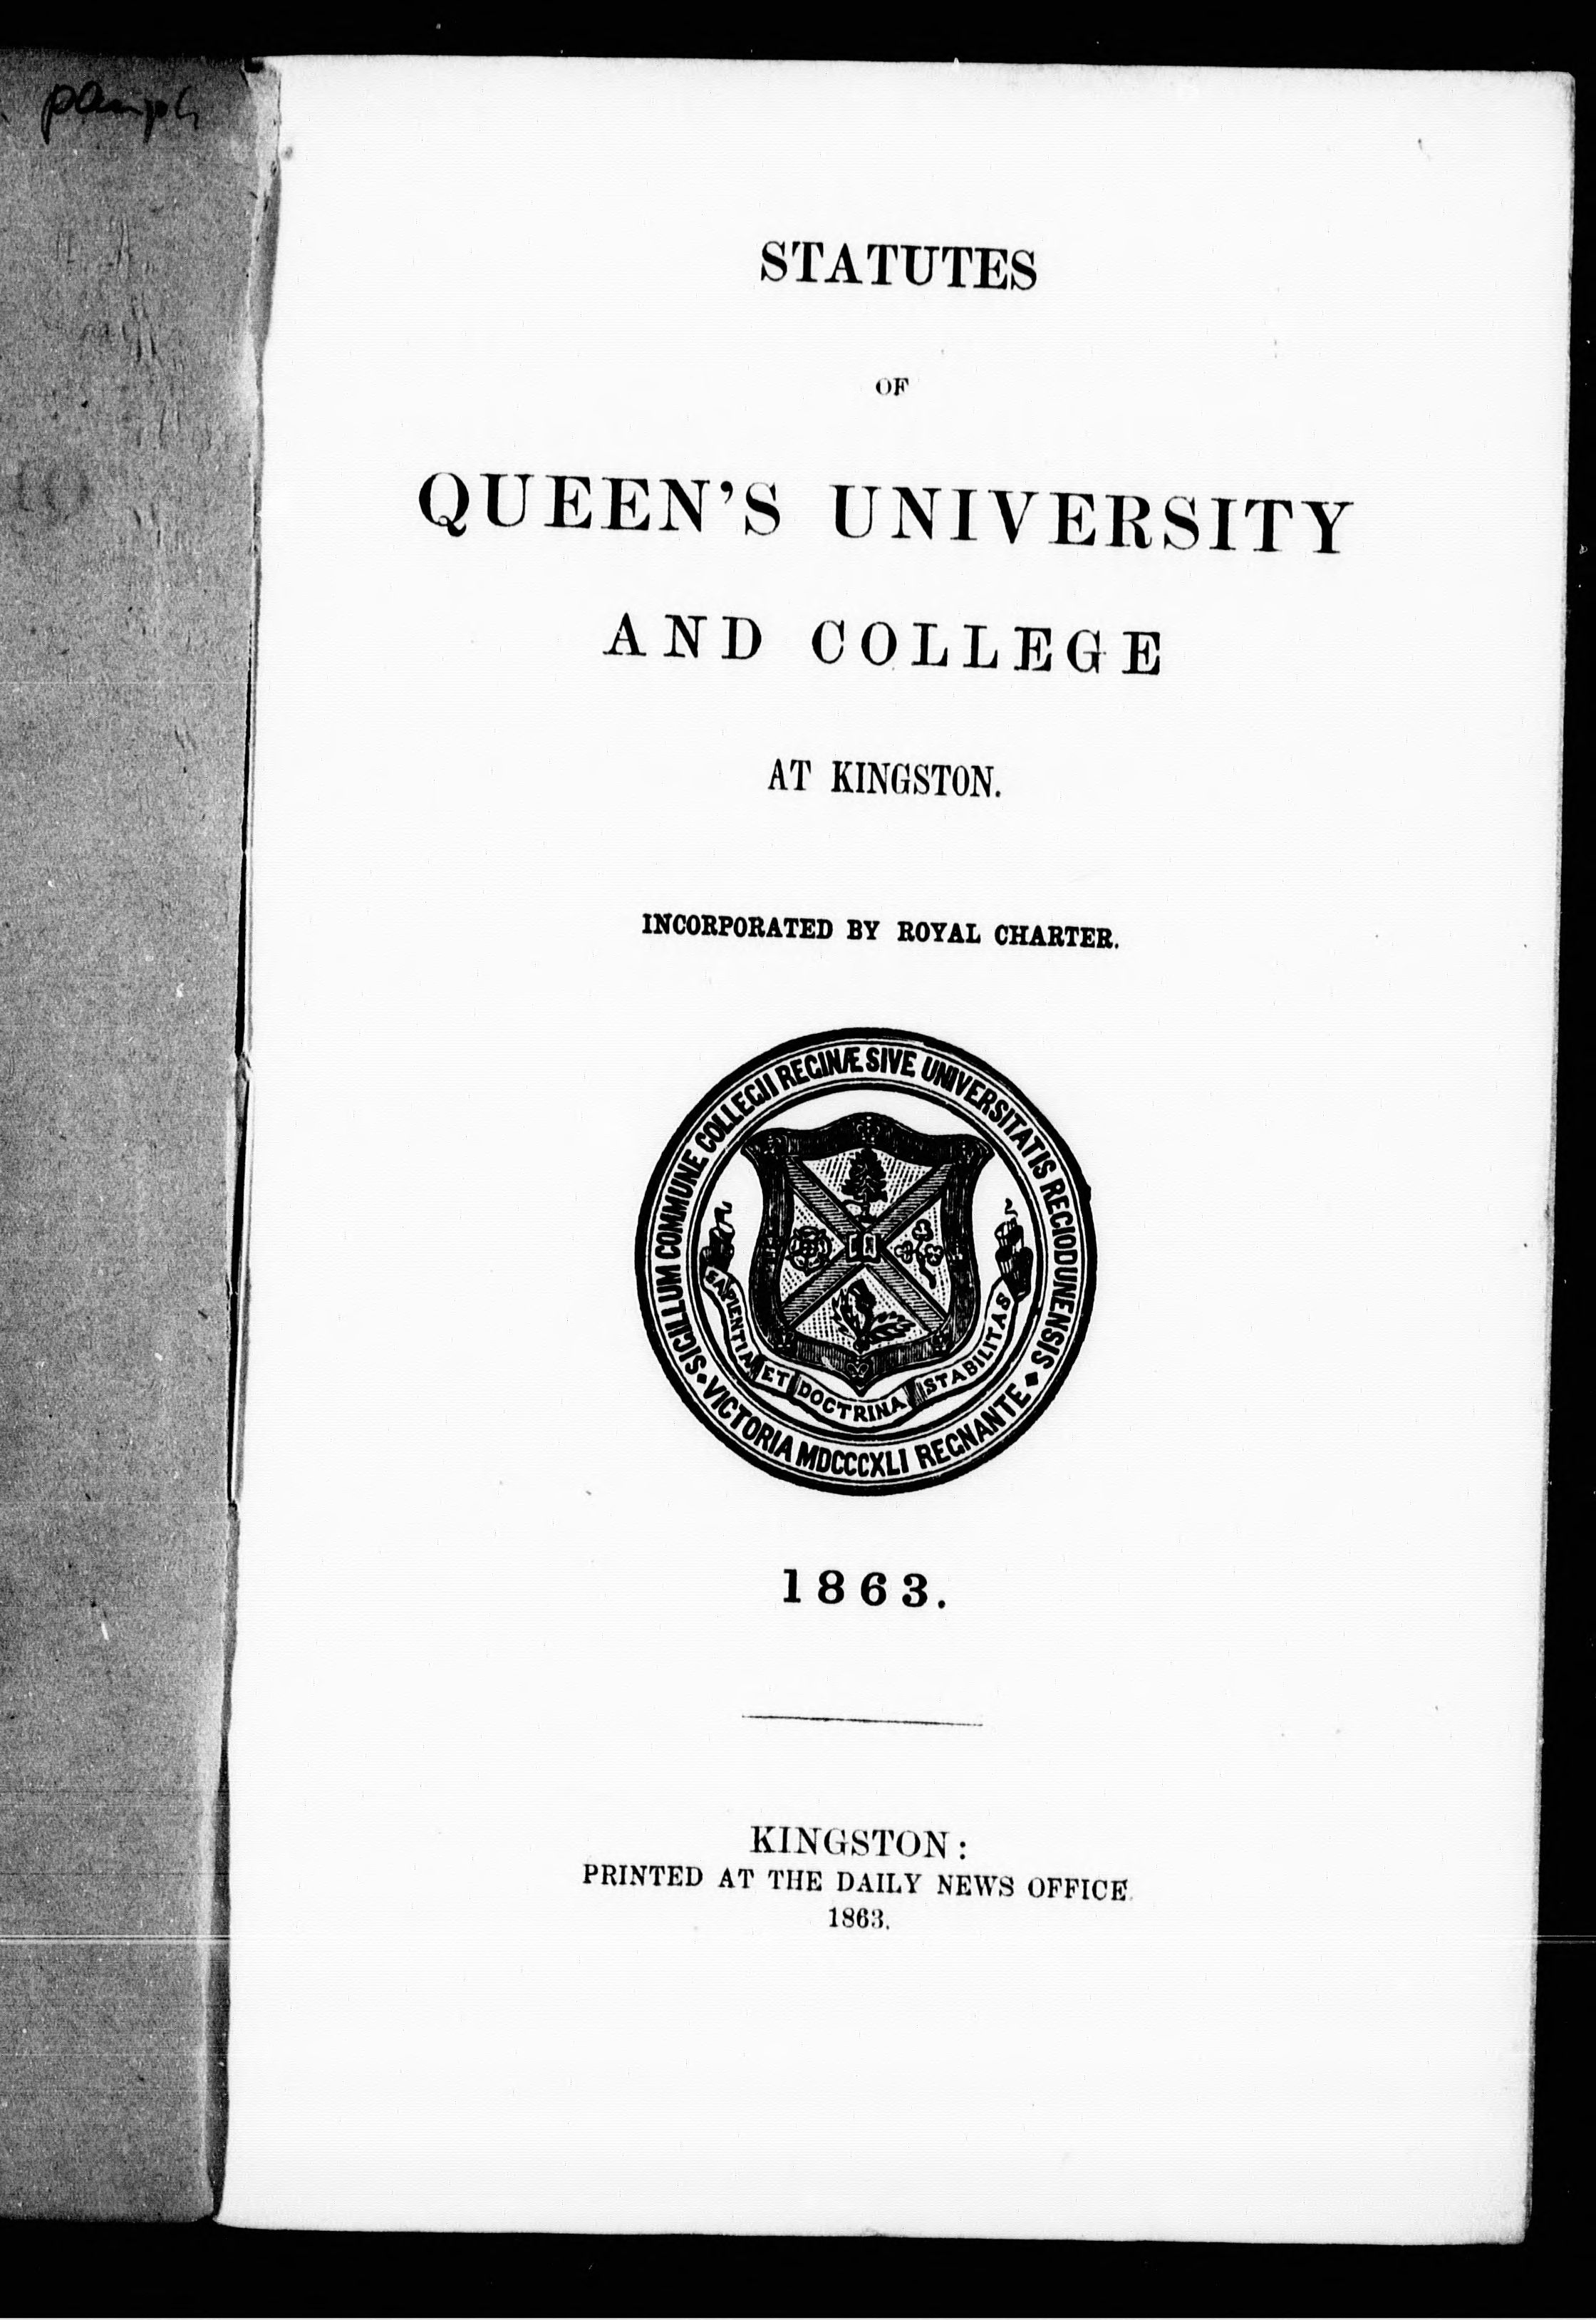 pamph
STATUTES
OF
QUEEN'S UNIVERSITY
AND COLLEGE
AT KINGSTON.
INCORPORATED BY ROYAL CHARTER.
SIGILLUM COMMUNE COLLEGII REGINÆ SIVE UNIVERSITATIS REGIODUNENSIS
VICTORIA MDCCCXLI REGNANTE
SAPIENTIA ET DOCTRINA STABILITAS
1863.
KINGSTON:
PRINTED AT THE DAILY NEWS OFFICE
1863.